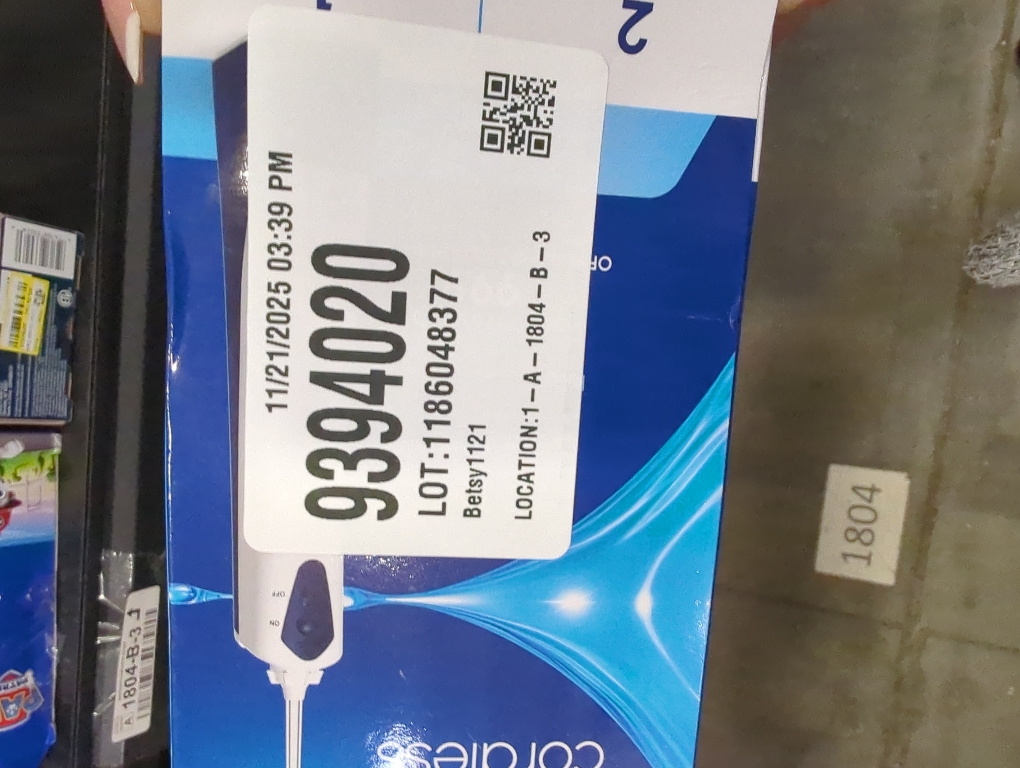 11/21/2025 03:39 PM
9394020
LOT:1186048377
Betsy1121
LOCATION:1-A-1804-B-3
2
OFF
ON
cordless
A 1804-B-3
1804